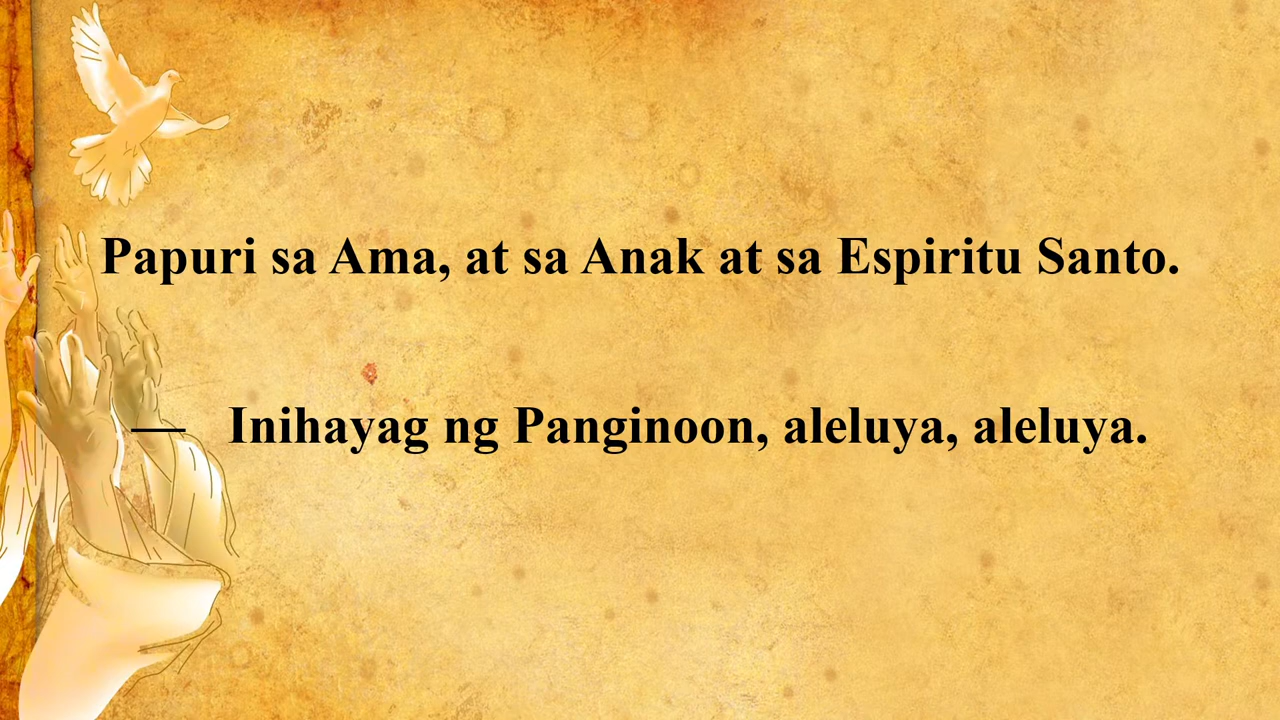 Papuri sa Ama, at sa Anak at sa Espiritu Santo.
— Inihayag ng Panginoon, aleluya, aleluya.